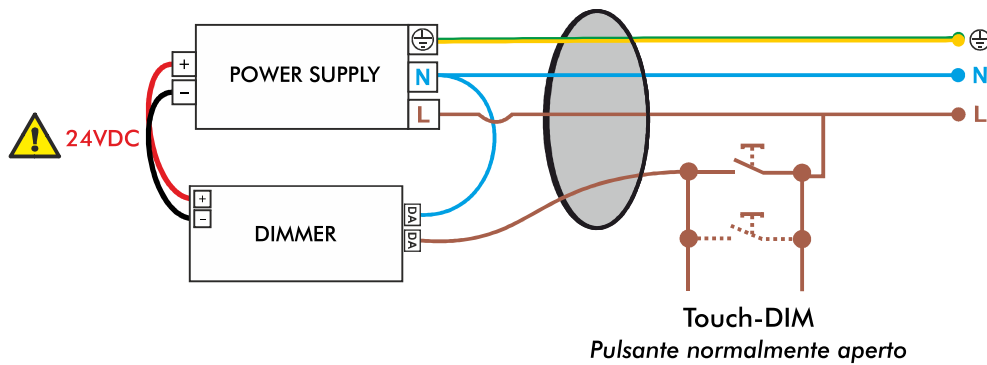 POWER SUPPLY
+
−
N
L
N
L
24VDC
!
DIMMER
+
−
DA
DA
Touch-DIM
Pulsante normalmente aperto